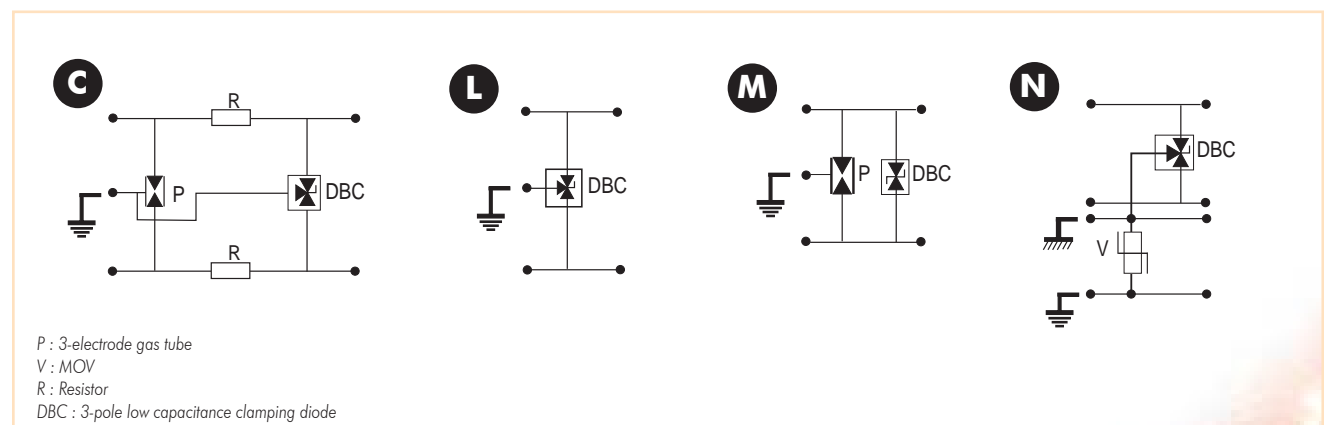 C
L
M
N
R
P
DBC
R
DBC
P
DBC
DBC
V
P : 3-electrode gas tube
V : MOV
R : Resistor
DBC : 3-pole low capacitance clamping diode